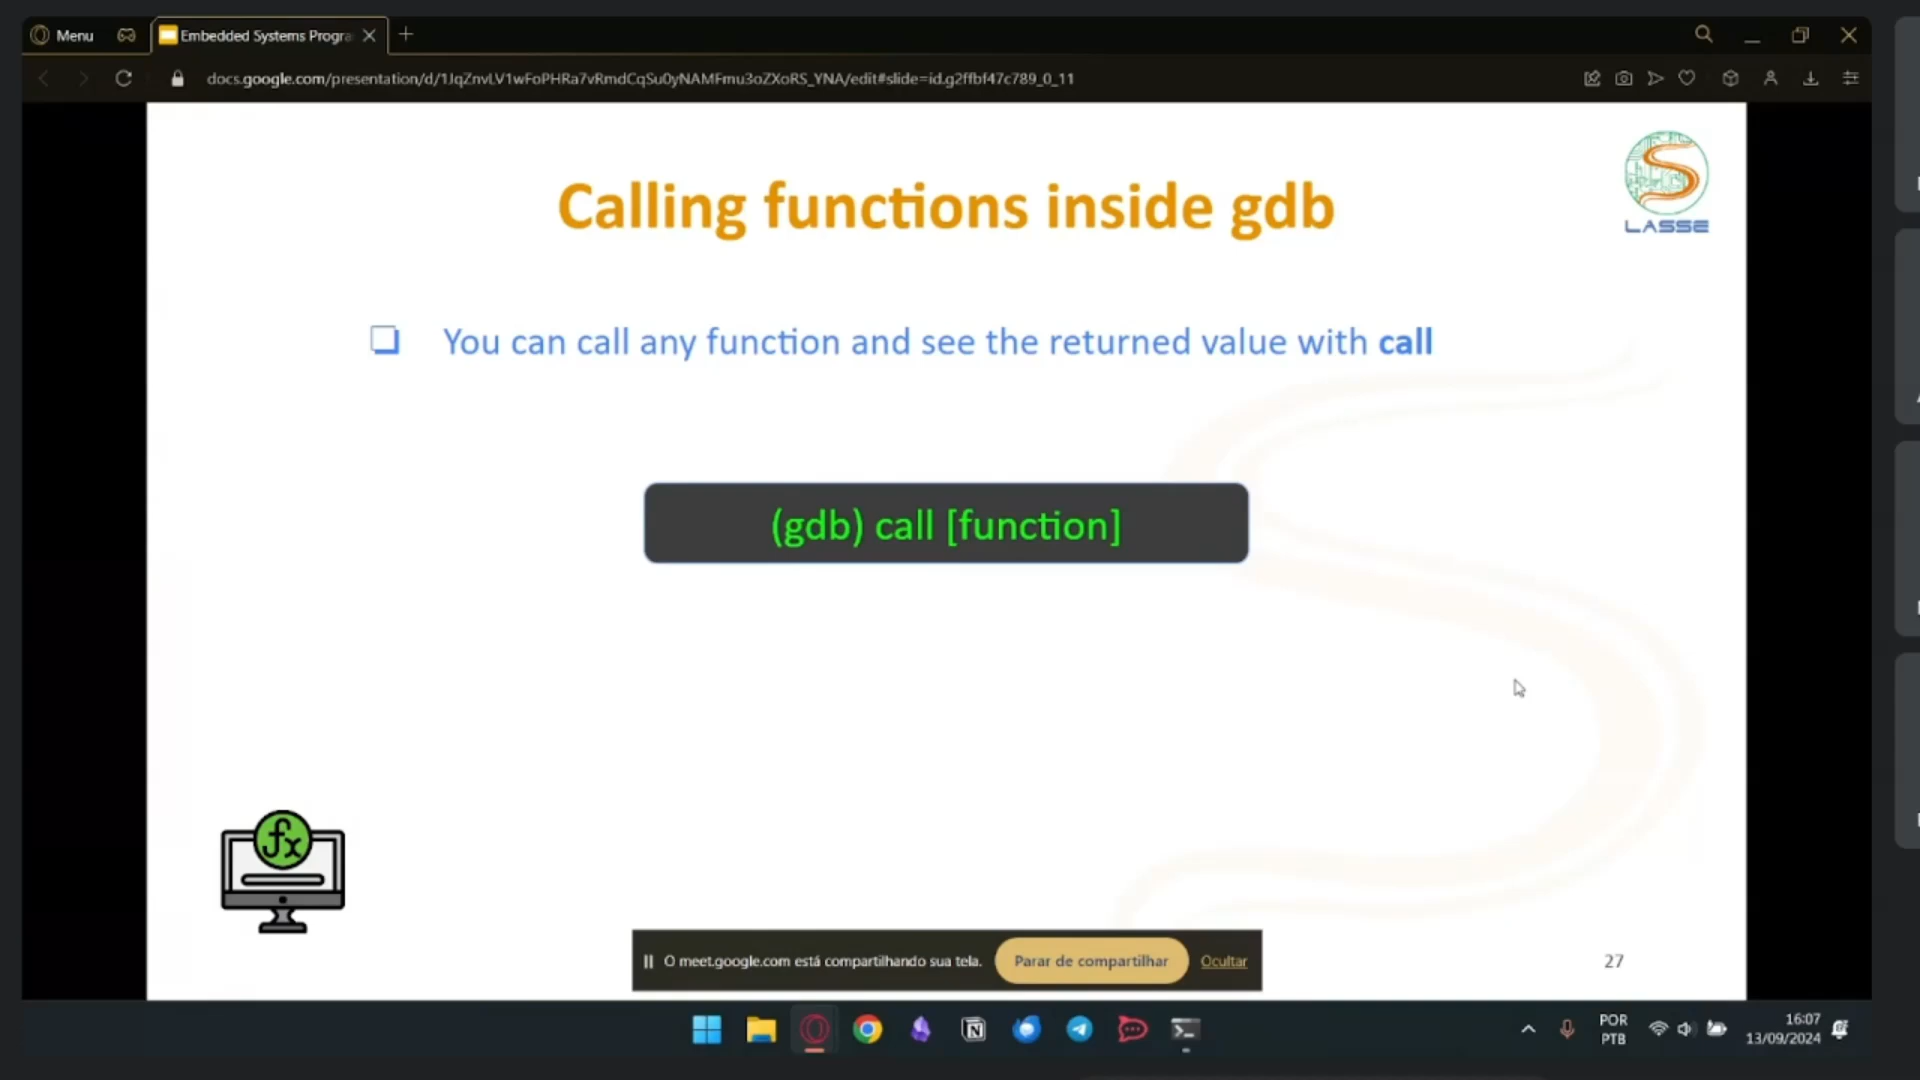 Menu
Embedded Systems Progra
docs.google.com/presentation/d/1JqZnvLV1wFoPHRa7vRmdCqSu0yNAMFmu3oZXoRS_YNA/edit#slide=id.g2ffbf47c789_0_11
Calling functions inside gdb
LASSE
❏ You can call any function and see the returned value with call
(gdb) call [function]
fx
O meet.google.com está compartilhando sua tela. Parar de compartilhar Ocultar
27
POR
PTB
16:07
13/09/2024